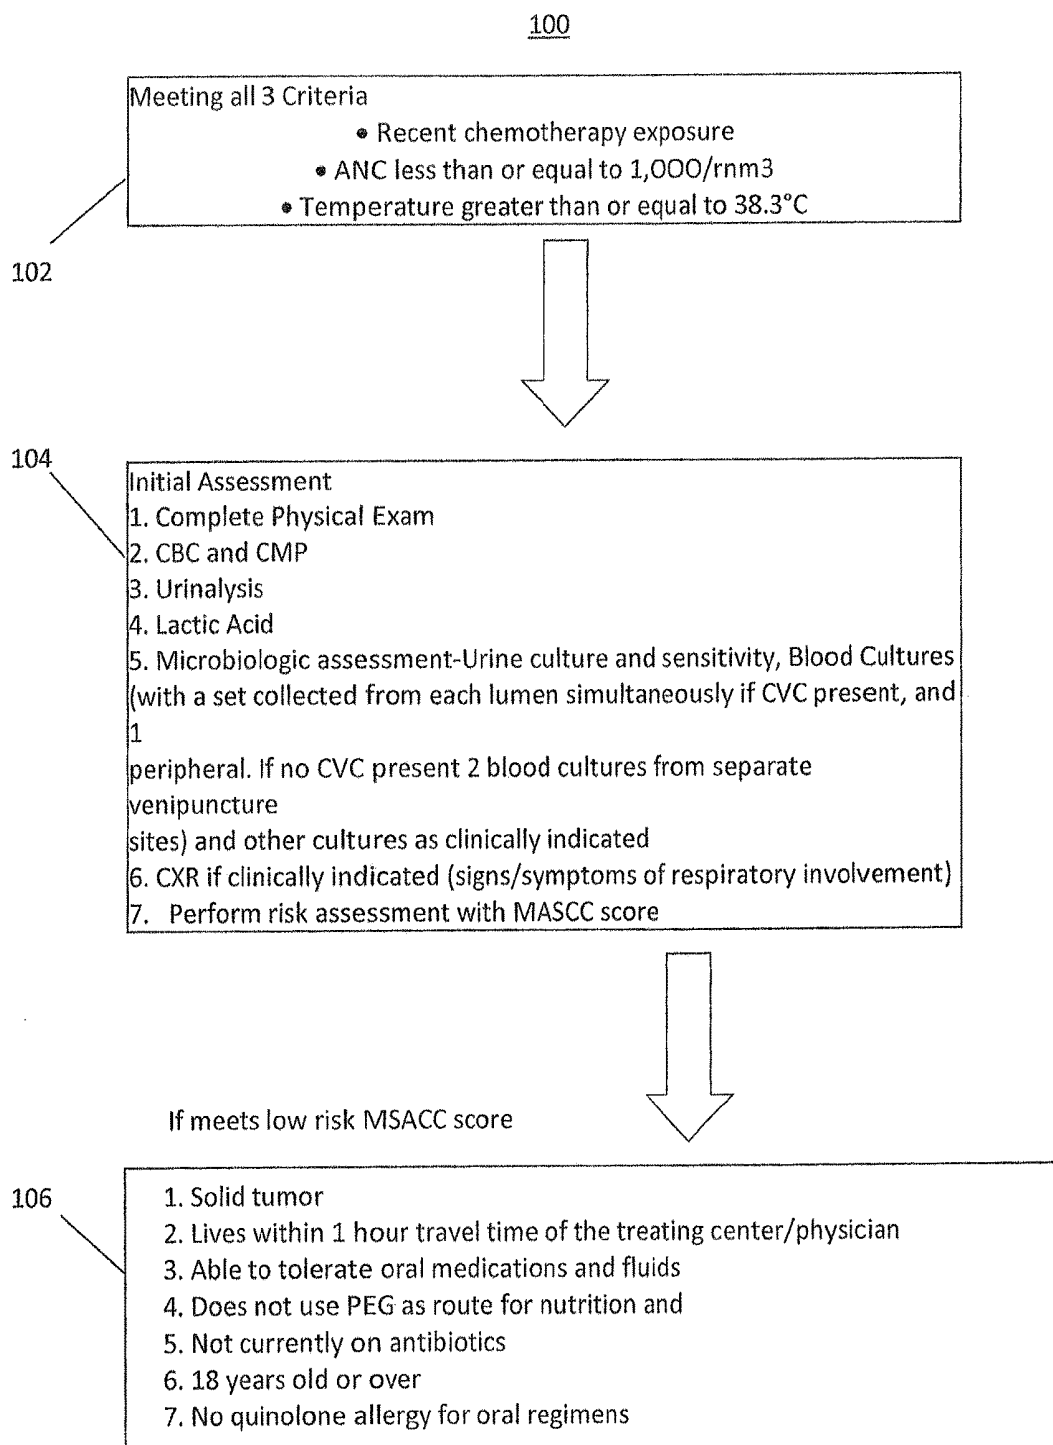 100
Meeting all 3 Criteria
• Recent chemotherapy exposure
• ANC less than or equal to 1,OOO/rnm3
• Temperature greater than or equal to 38.3°C
102
104
Initial Assessment
1. Complete Physical Exam
2. CBC and CMP
3. Urinalysis
4. Lactic Acid
5. Microbiologic assessment-Urine culture and sensitivity, Blood Cultures
(with a set collected from each lumen simultaneously if CVC present, and
1
peripheral. If no CVC present 2 blood cultures from separate
venipuncture
sites) and other cultures as clinically indicated
6. CXR if clinically indicated (signs/symptoms of respiratory involvement)
7. Perform risk assessment with MASCC score
If meets low risk MSACC score
106
1. Solid tumor
2. Lives within 1 hour travel time of the treating center/physician
3. Able to tolerate oral medications and fluids
4. Does not use PEG as route for nutrition and
5. Not currently on antibiotics
6. 18 years old or over
7. No quinolone allergy for oral regimens